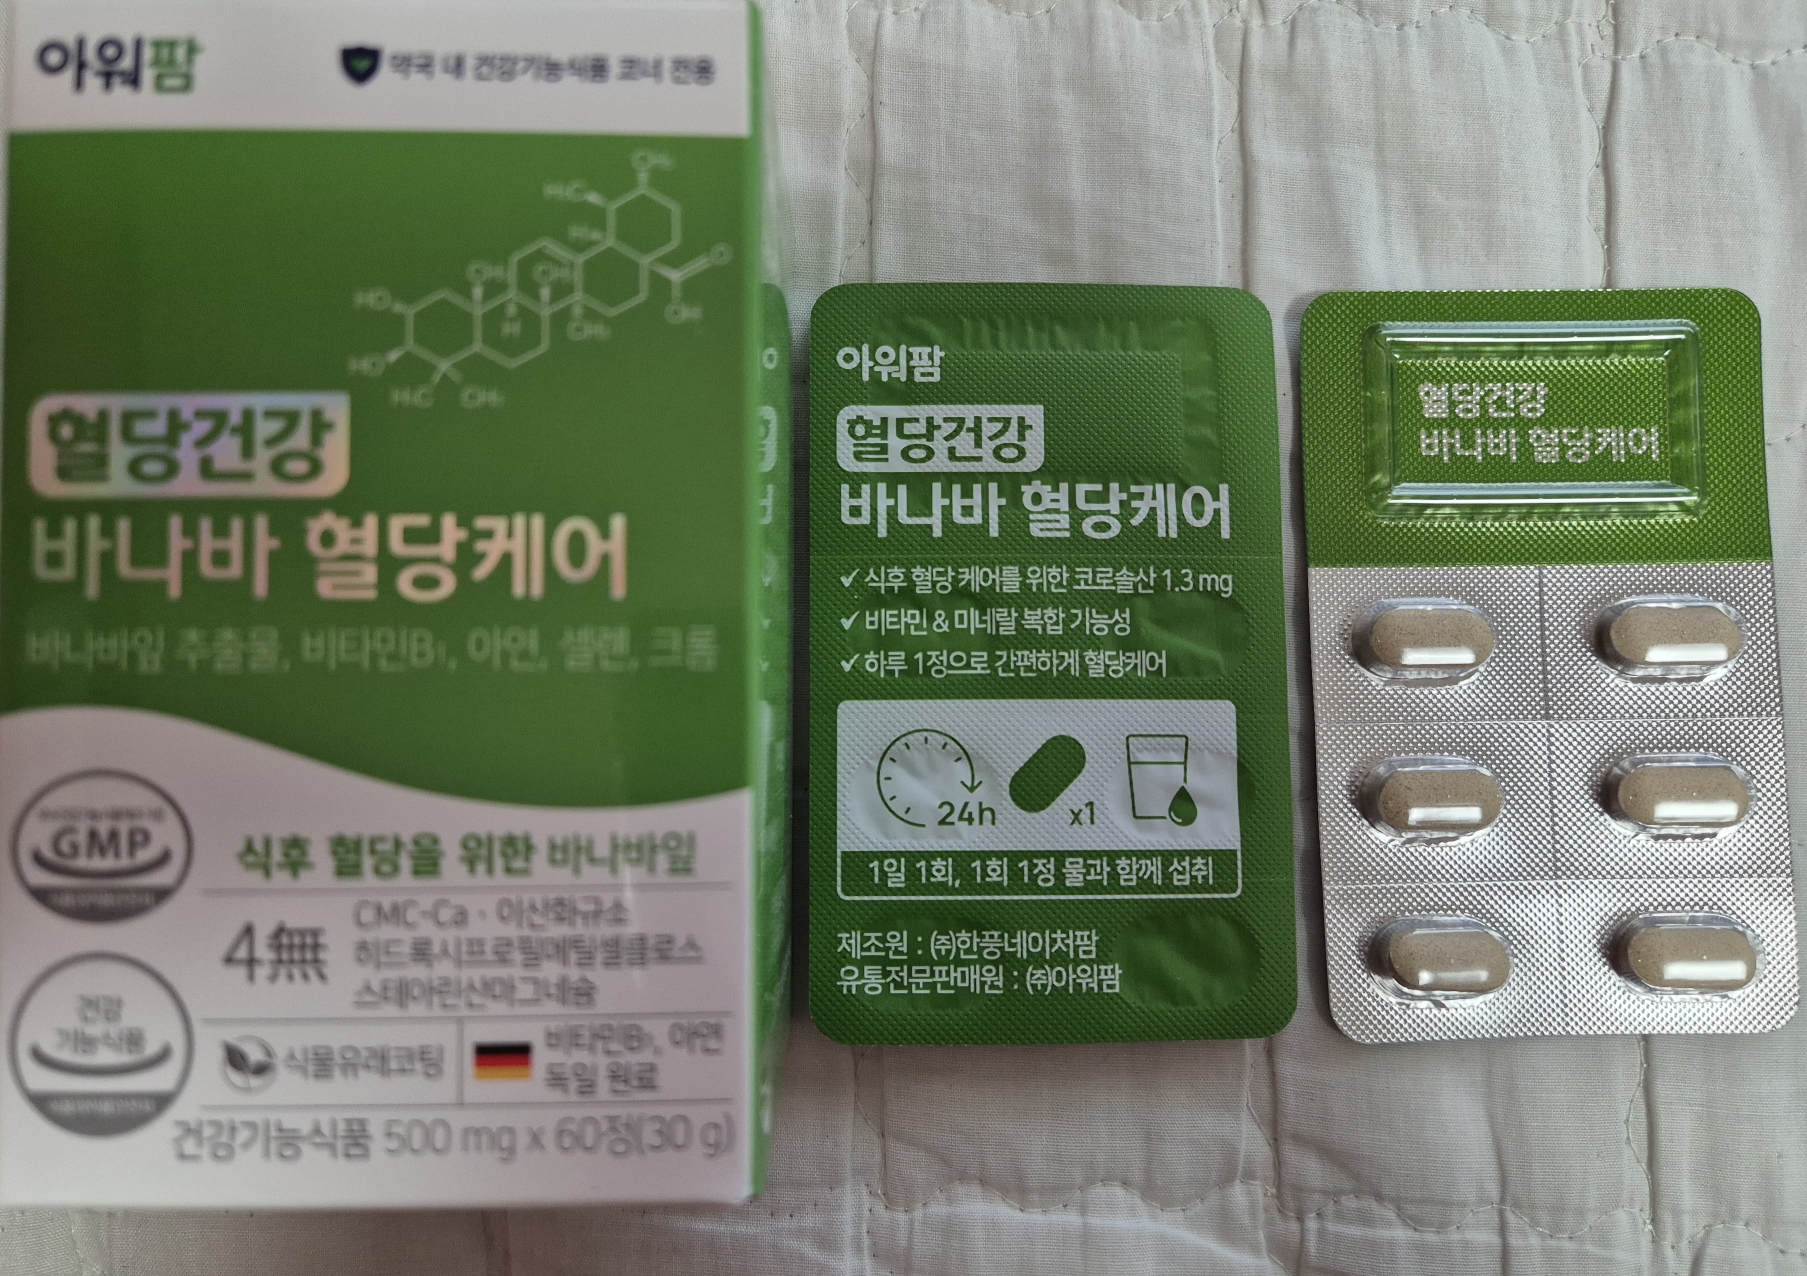 아워팜
약국 내 건강기능식품 코너 전용
CH₃
H₃C
H
CH₃
CH₃
O
OH
HO
H
CH₃
HO
H₃C
CH₃
혈당건강
바나바 혈당케어
바나바잎 추출물, 비타민B₁, 아연, 셀렌, 크롬
GMP
식후 혈당을 위한 바나바잎
4無
CMC-Ca · 이산화규소
히드록시프로필메틸셀룰로스
스테아린산마그네슘
건강
기능식품
식물유래코팅
비타민B₁, 아연
독일 원료
건강기능식품 500 mg x 60정(30 g)
아워팜
혈당건강
바나바 혈당케어
✓ 식후 혈당 케어를 위한 코로솔산 1.3 mg
✓ 비타민 & 미네랄 복합 기능성
✓ 하루 1정으로 간편하게 혈당케어
24h
x1
1일 1회, 1회 1정 물과 함께 섭취
제조원 : ㈜한풍네이처팜
유통전문판매원 : ㈜아워팜
혈당건강
바나바 혈당케어